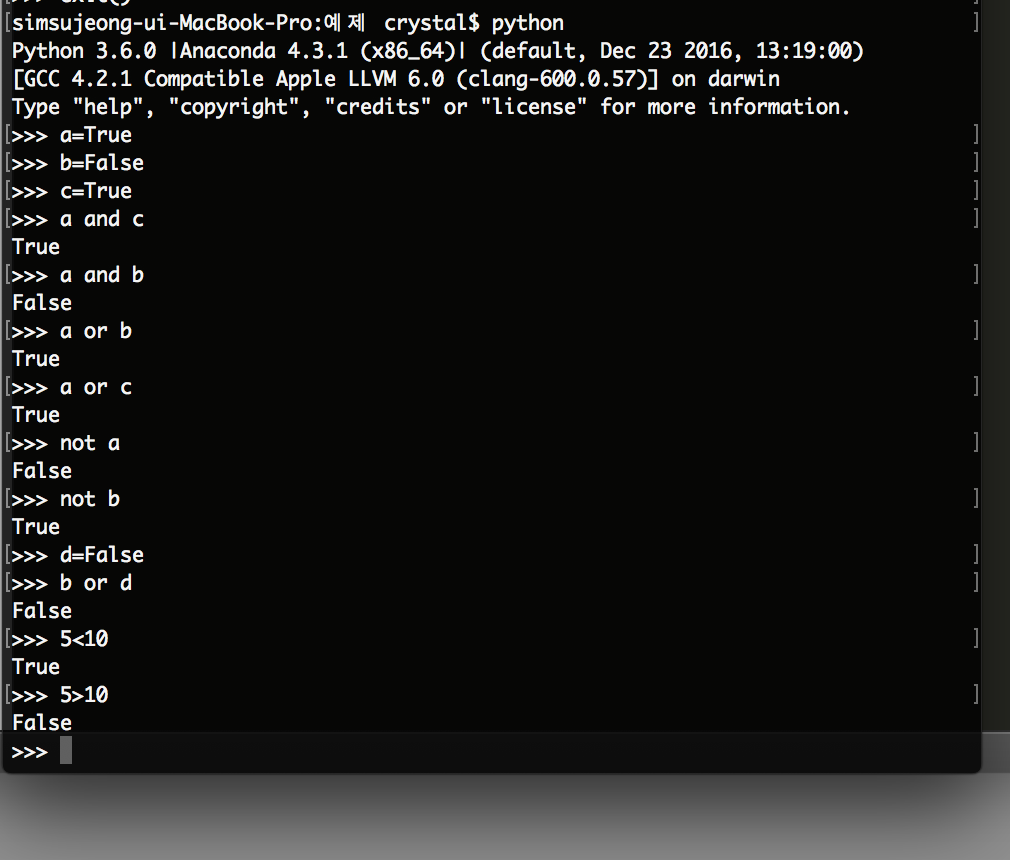 simsujeong-ui-MacBook-Pro:예제 crystal$ python
Python 3.6.0 |Anaconda 4.3.1 (x86_64)| (default, Dec 23 2016, 13:19:00)
[GCC 4.2.1 Compatible Apple LLVM 6.0 (clang-600.0.57)] on darwin
Type "help", "copyright", "credits" or "license" for more information.
>>> a=True
>>> b=False
>>> c=True
>>> a and c
True
>>> a and b
False
>>> a or b
True
>>> a or c
True
>>> not a
False
>>> not b
True
>>> d=False
>>> b or d
False
>>> 5<10
True
>>> 5>10
False
>>>